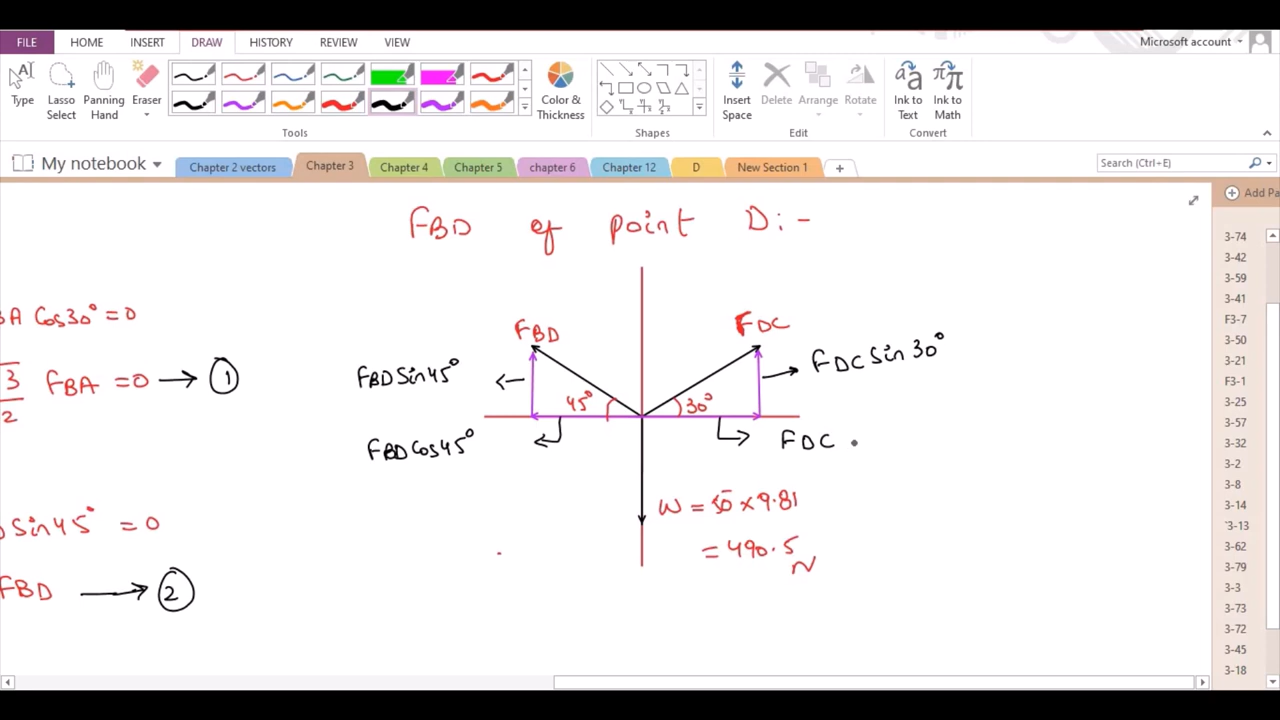 FILE HOME INSERT DRAW HISTORY REVIEW VIEW Microsoft account
Type Lasso Select Panning Hand Eraser Color & Thickness Insert Space Delete Arrange Rotate Ink to Text Ink to Math
Tools Shapes Edit Convert
My notebook Chapter 2 vectors Chapter 3 Chapter 4 Chapter 5 chapter 6 Chapter 12 D New Section 1 Search (Ctrl+E)
Add Pa
FBD of point D:-
BA Cos30° = 0
3
2
FBA = 0 → 1
Sin45° = 0
FBD → 2
FBD
FDC
FBDSin45°
FDCSin30°
45°
30°
FBDCos45°
FDC
W = 50 × 9.81
= 490.5
N
3-74
3-42
3-59
3-41
F3-7
3-50
3-21
F3-1
3-25
3-57
3-32
3-2
3-8
3-14
'3-13
3-62
3-79
3-3
3-73
3-72
3-45
3-18